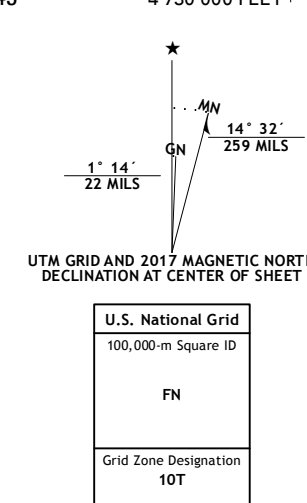 4 730 000 FEET
MN
GN
14° 32´
259 MILS
1° 14´
22 MILS
UTM GRID AND 2017 MAGNETIC NORTH
DECLINATION AT CENTER OF SHEET
U.S. National Grid
100,000-m Square ID
FN
Grid Zone Designation
10T